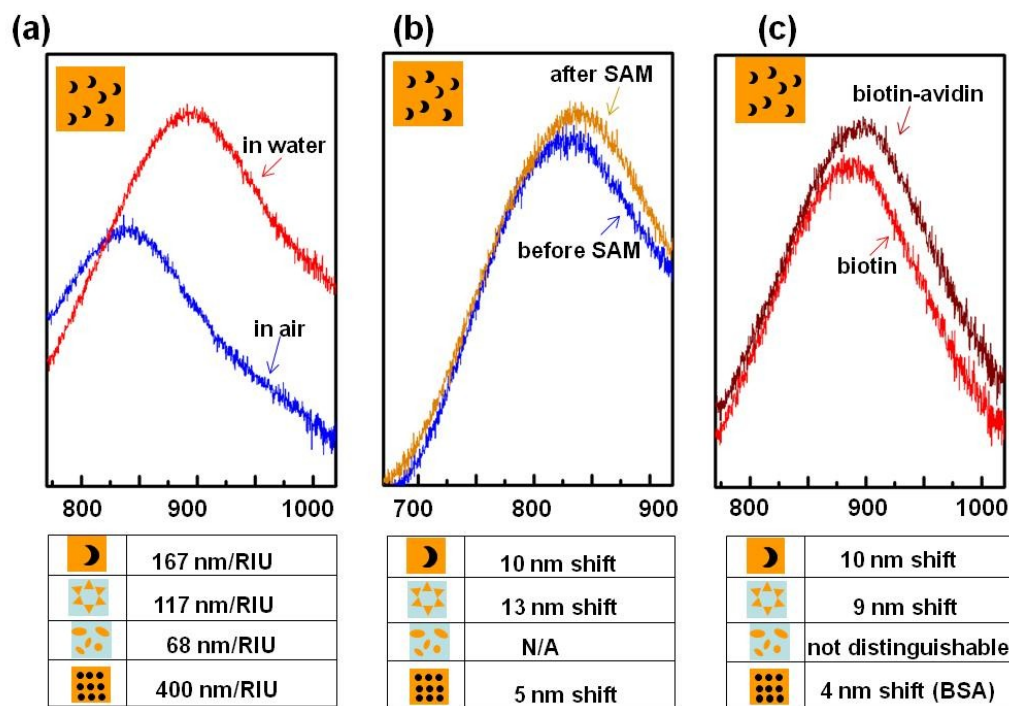 (a)
in water
in air
800 900 1000
167 nm/RIU
117 nm/RIU
68 nm/RIU
400 nm/RIU
(b)
after SAM
before SAM
700 800 900
10 nm shift
13 nm shift
N/A
5 nm shift
(c)
biotin-avidin
biotin
800 900 1000
10 nm shift
9 nm shift
not distinguishable
4 nm shift (BSA)